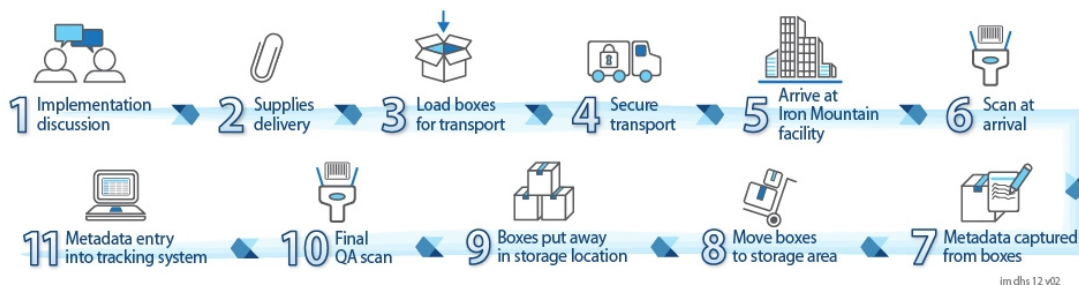 1 Implementation
discussion
2 Supplies
delivery
3 Load boxes
for transport
4 Secure
transport
5 Arrive at
Iron Mountain
facility
6 Scan at
arrival
7 Metadata captured
from boxes
8 Move boxes
to storage area
9 Boxes put away
in storage location
10 Final
QA scan
11 Metadata entry
into tracking system
im dhs 12 v02